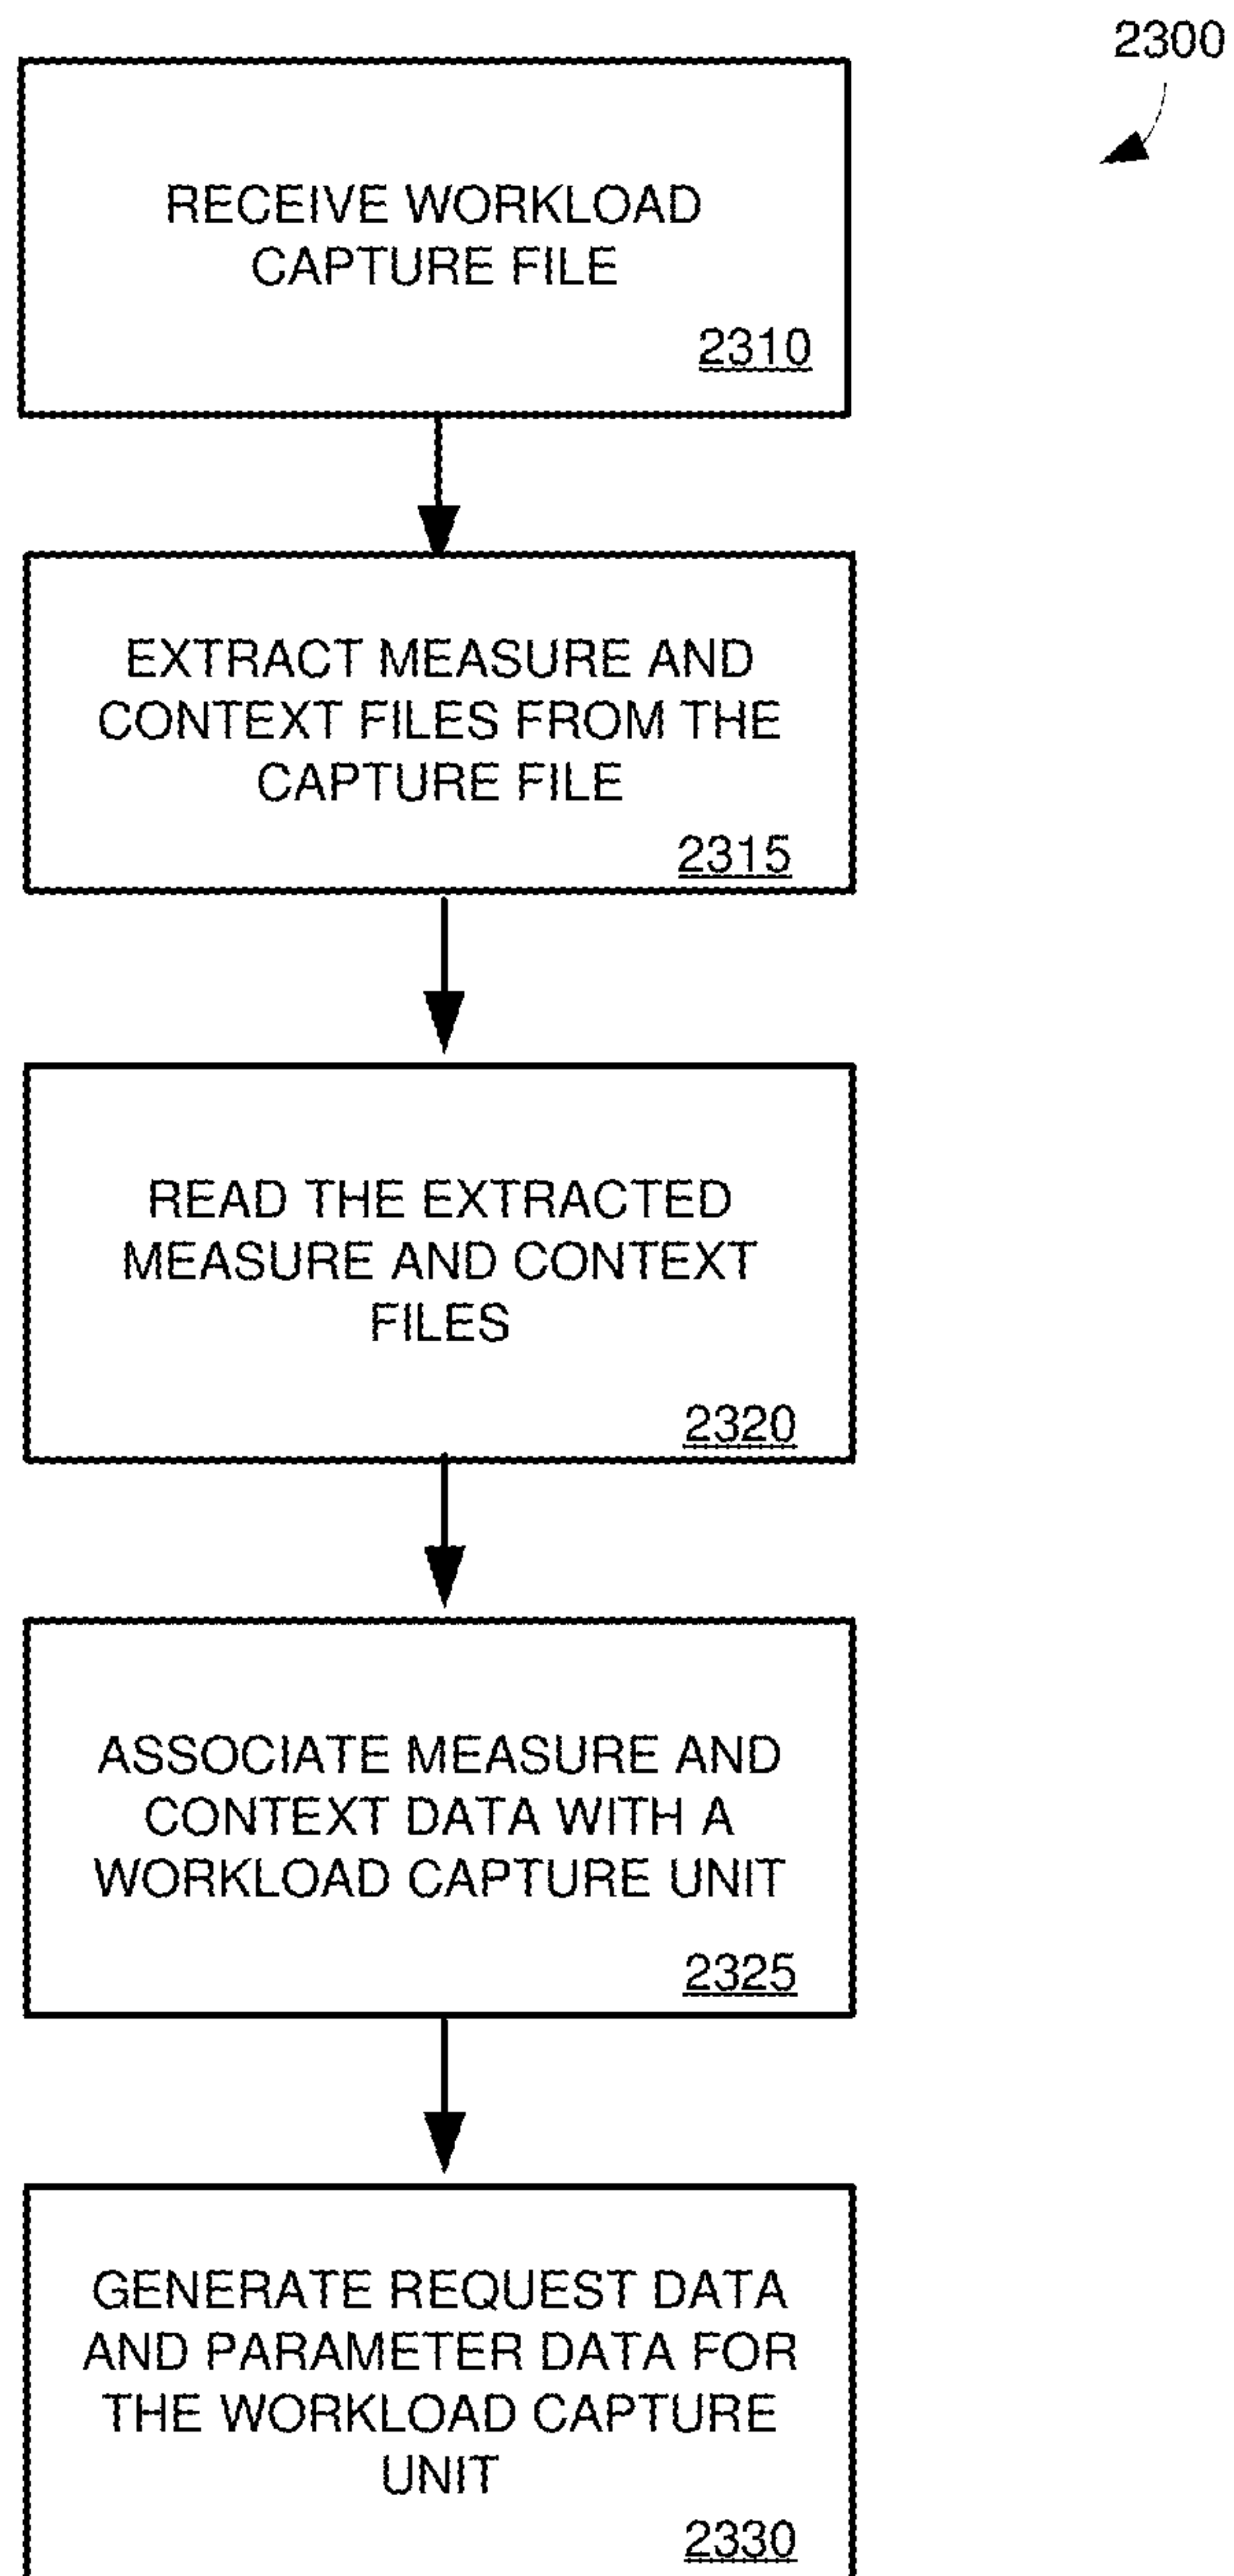 2300
RECEIVE WORKLOAD
CAPTURE FILE
2310
EXTRACT MEASURE AND
CONTEXT FILES FROM THE
CAPTURE FILE
2315
READ THE EXTRACTED
MEASURE AND CONTEXT
FILES
2320
ASSOCIATE MEASURE AND
CONTEXT DATA WITH A
WORKLOAD CAPTURE UNIT
2325
GENERATE REQUEST DATA
AND PARAMETER DATA FOR
THE WORKLOAD CAPTURE
UNIT
2330